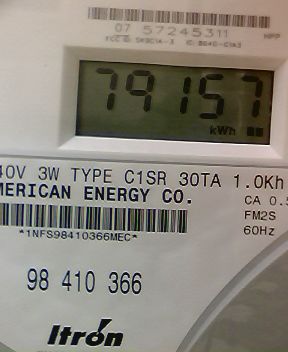 07 57245311
79157
kWh
40V 3W TYPE C1SR 30TA 1.0Kh
MERICAN ENERGY CO.
CA 0.5
FM2S
60Hz
*1NFS98410366MEC*
98 410 366
Itrón